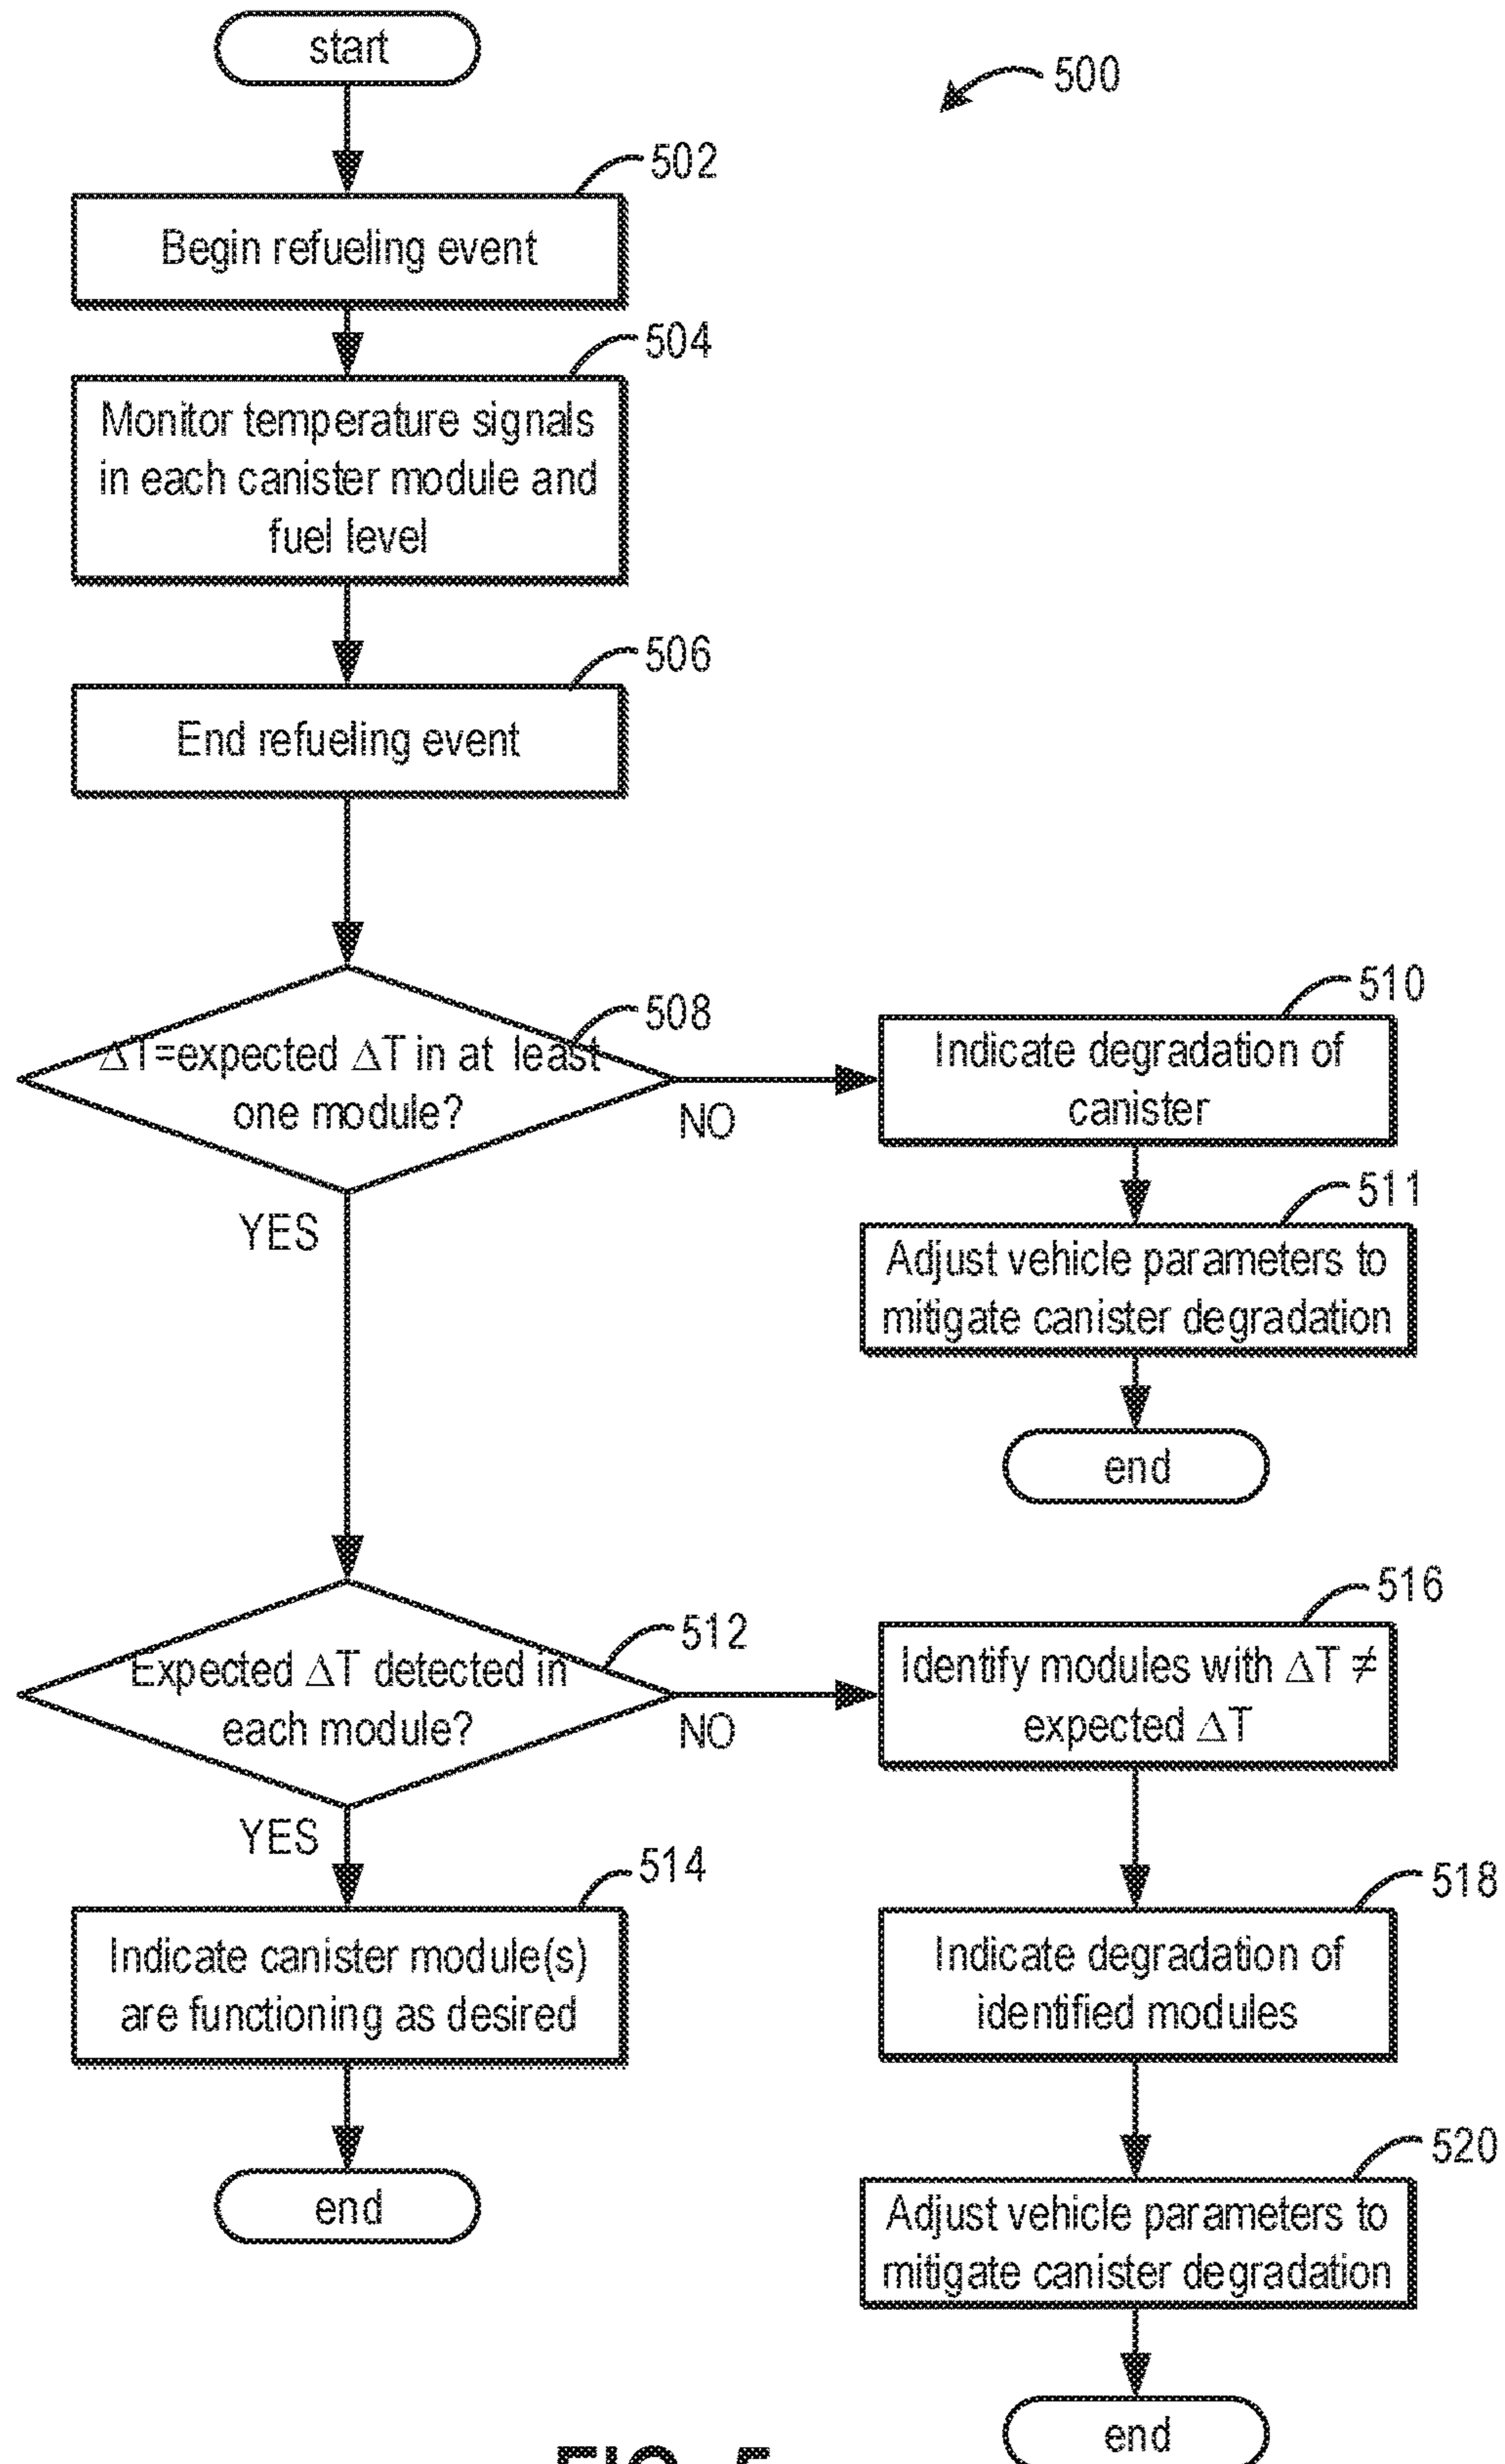 start
500
502
Begin refueling event
504
Monitor temperature signals
in each canister module and
fuel level
506
End refueling event
508
ΔT=expected ΔT in at least
one module?
NO
YES
510
Indicate degradation of
canister
511
Adjust vehicle parameters to
mitigate canister degradation
end
512
Expected ΔT detected in
each module?
NO
YES
514
Indicate canister module(s)
are functioning as desired
end
516
Identify modules with ΔT ≠
expected ΔT
518
Indicate degradation of
identified modules
520
Adjust vehicle parameters to
mitigate canister degradation
end
FIG. 5